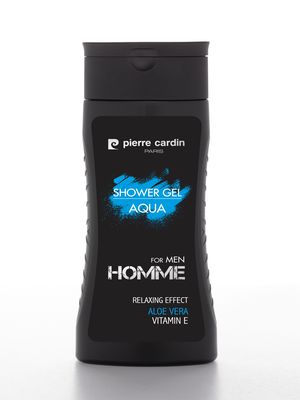 pierre cardin
PARIS
SHOWER GEL
AQUA
FOR MEN
HOMME
RELAXING EFFECT
ALOE VERA
VITAMIN E